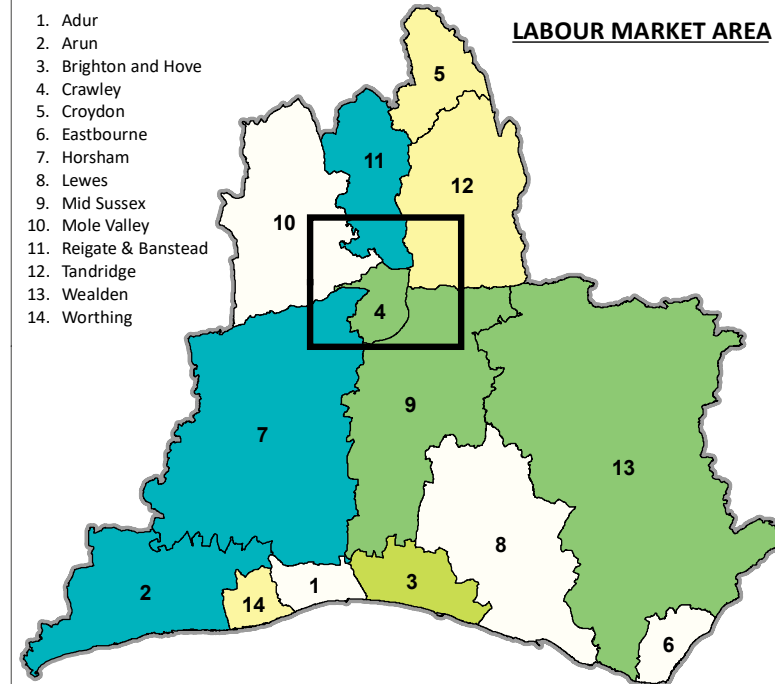 LABOUR MARKET AREA
1. Adur
2. Arun
3. Brighton and Hove
4. Crawley
5. Croydon
6. Eastbourne
7. Horsham
8. Lewes
9. Mid Sussex
10. Mole Valley
11. Reigate & Banstead
12. Tandridge
13. Wealden
14. Worthing
5
11
12
10
4
9
7
13
8
2
14
1
3
6